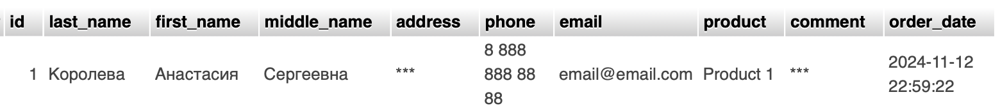 id last_name first_name middle_name address phone email product comment order_date
1 Королева Анастасия Сергеевна *** 8 888 888 88 88 email@email.com Product 1 *** 2024-11-12 22:59:22